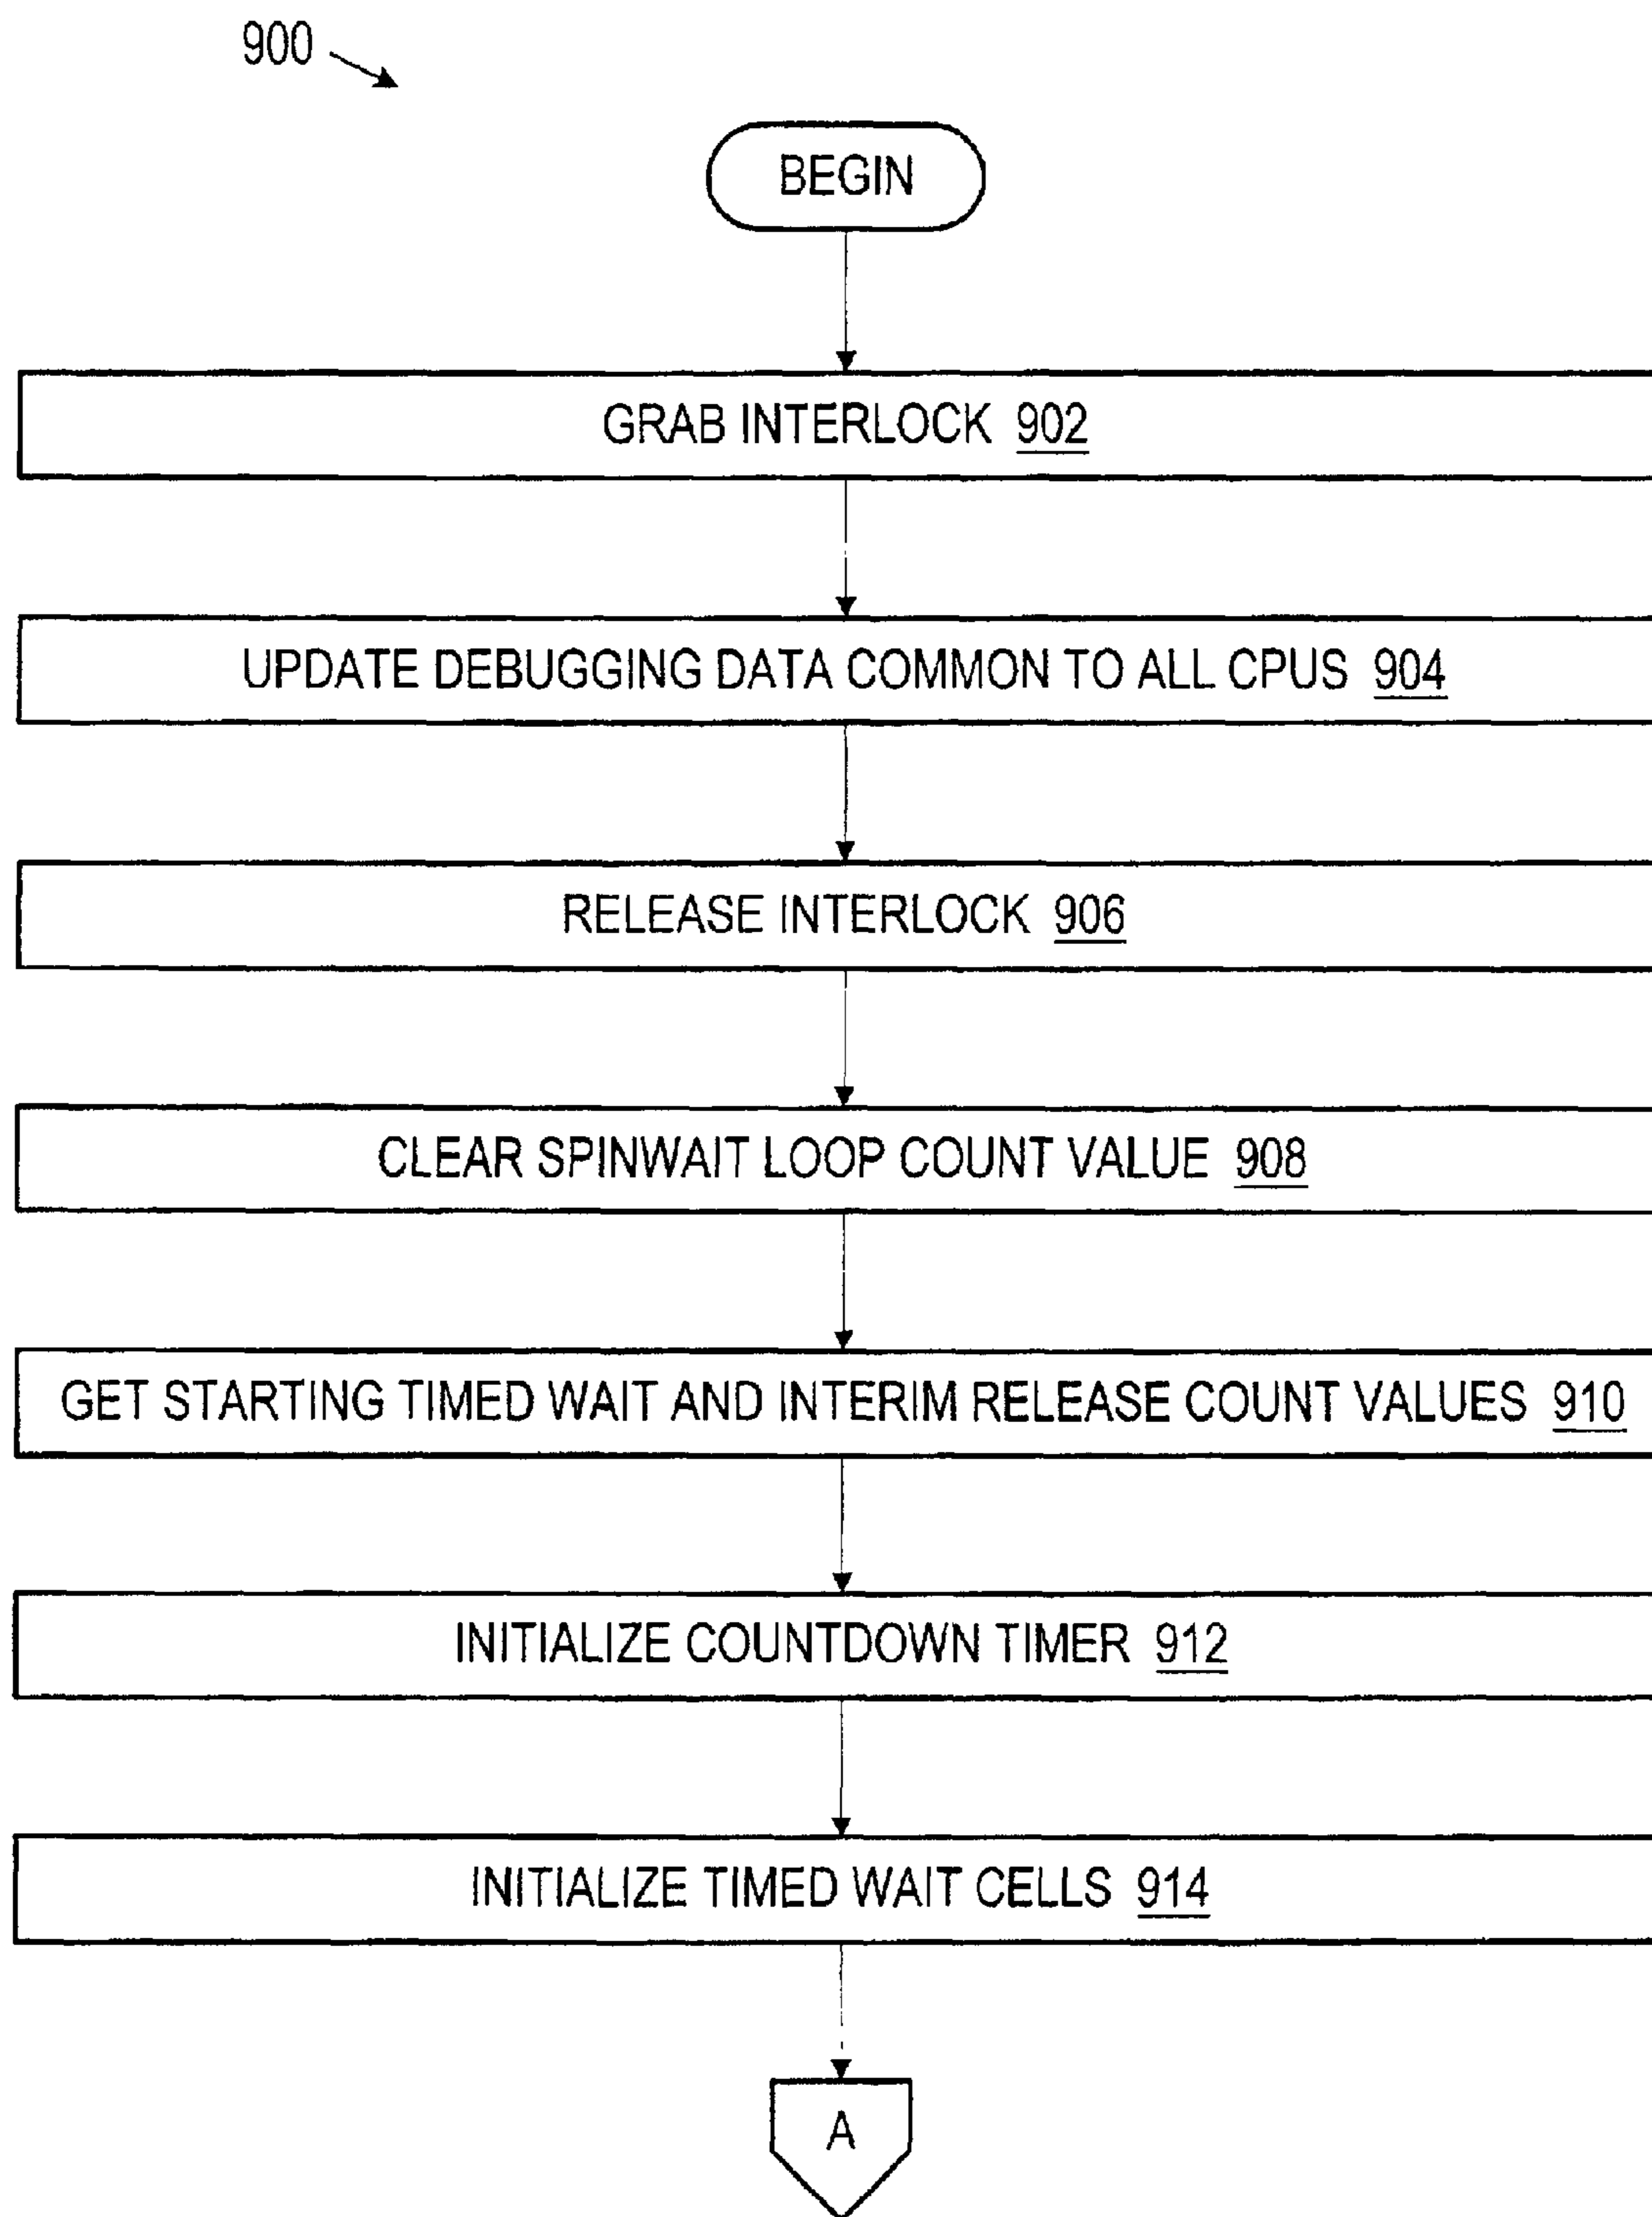 900
BEGIN
GRAB INTERLOCK 902
UPDATE DEBUGGING DATA COMMON TO ALL CPUS 904
RELEASE INTERLOCK 906
CLEAR SPINWAIT LOOP COUNT VALUE 908
GET STARTING TIMED WAIT AND INTERIM RELEASE COUNT VALUES 910
INITIALIZE COUNTDOWN TIMER 912
INITIALIZE TIMED WAIT CELLS 914
A